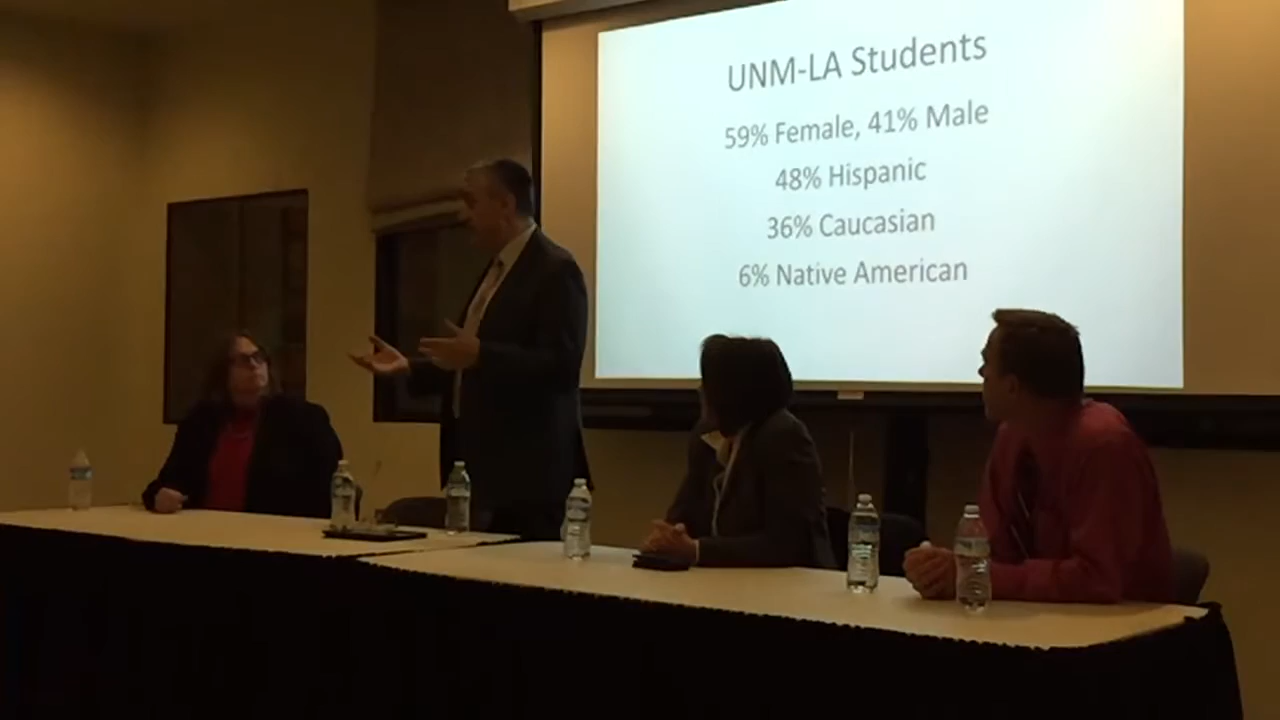 UNM-LA Students
59% Female, 41% Male
48% Hispanic
36% Caucasian
6% Native American